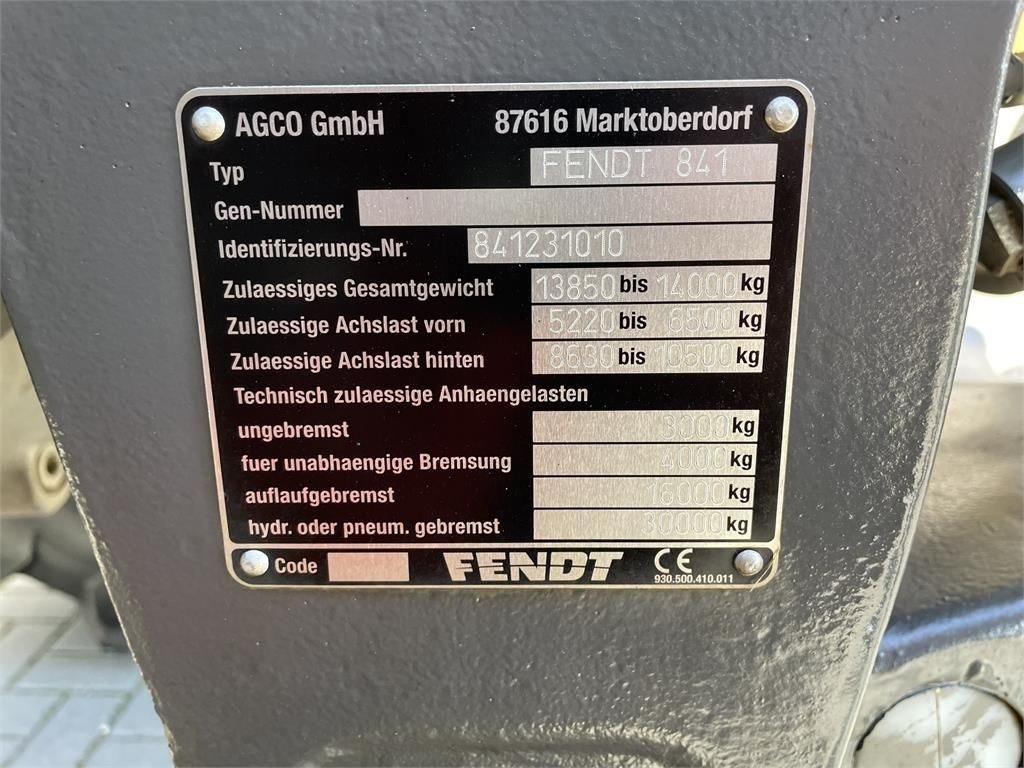 AGCO GmbH 87616 Marktoberdorf
Typ FENDT 841
Gen-Nummer
Identifizierungs-Nr. 841231010
Zulaessiges Gesamtgewicht 13850 bis 14000 kg
Zulaessige Achslast vorn 5220 bis 6500 kg
Zulaessige Achslast hinten 8630 bis 10500 kg
Technisch zulaessige Anhaengelasten
ungebremst 3000 kg
fuer unabhaengige Bremsung 4000 kg
auflaufgebremst 16000 kg
hydr. oder pneum. gebremst 30000 kg
Code FENDT CE
930.500.410.011